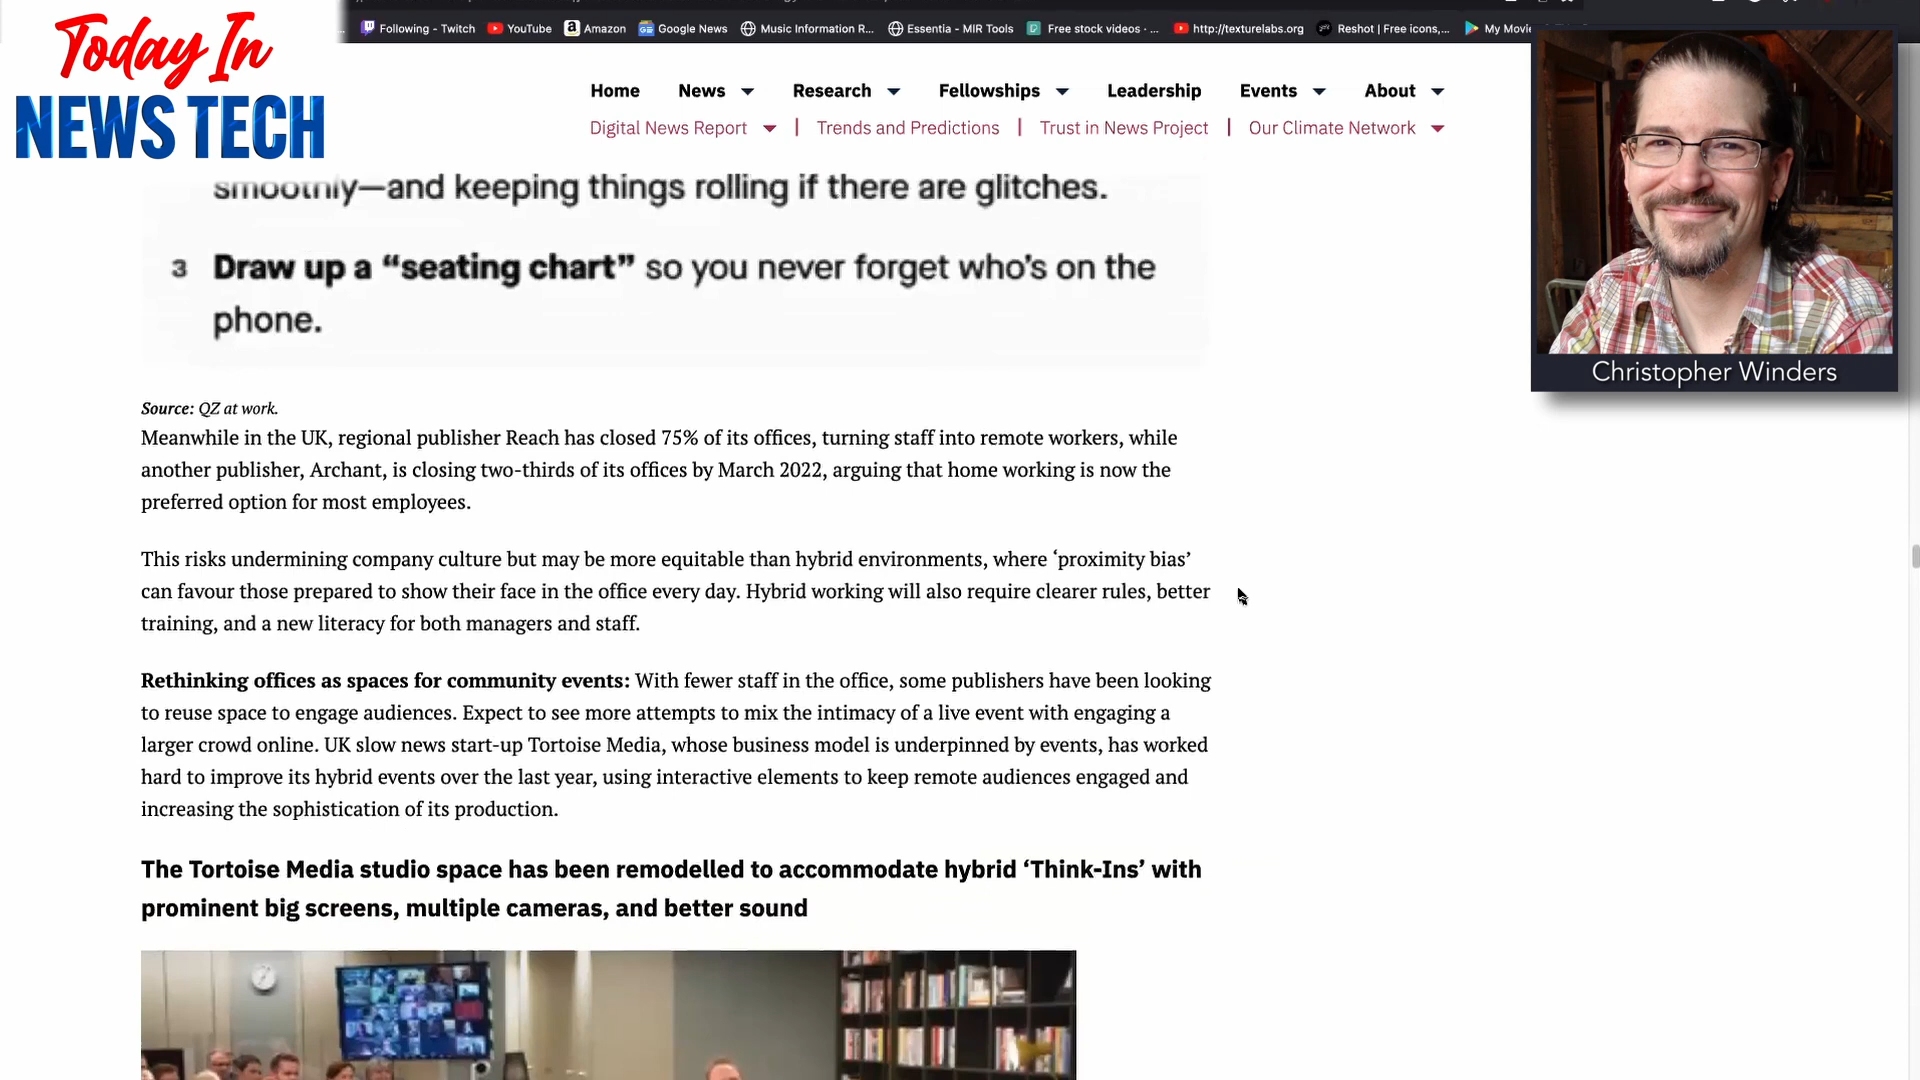 Today In
NEWS TECH
Following - Twitch
YouTube
Amazon
Google News
Music Information R...
Essentia - MIR Tools
Free stock videos · ...
http://texturelabs.org
Reshot | Free icons,...
My Movie
Home News Research Fellowships Leadership Events About
Digital News Report | Trends and Predictions | Trust in News Project | Our Climate Network
smoothly—and keeping things rolling if there are glitches.
3 Draw up a “seating chart” so you never forget who’s on the
phone.
Christopher Winders
Source: QZ at work.
Meanwhile in the UK, regional publisher Reach has closed 75% of its offices, turning staff into remote workers, while
another publisher, Archant, is closing two-thirds of its offices by March 2022, arguing that home working is now the
preferred option for most employees.
This risks undermining company culture but may be more equitable than hybrid environments, where ‘proximity bias’
can favour those prepared to show their face in the office every day. Hybrid working will also require clearer rules, better
training, and a new literacy for both managers and staff.
Rethinking offices as spaces for community events: With fewer staff in the office, some publishers have been looking
to reuse space to engage audiences. Expect to see more attempts to mix the intimacy of a live event with engaging a
larger crowd online. UK slow news start-up Tortoise Media, whose business model is underpinned by events, has worked
hard to improve its hybrid events over the last year, using interactive elements to keep remote audiences engaged and
increasing the sophistication of its production.
The Tortoise Media studio space has been remodelled to accommodate hybrid ‘Think-Ins’ with
prominent big screens, multiple cameras, and better sound